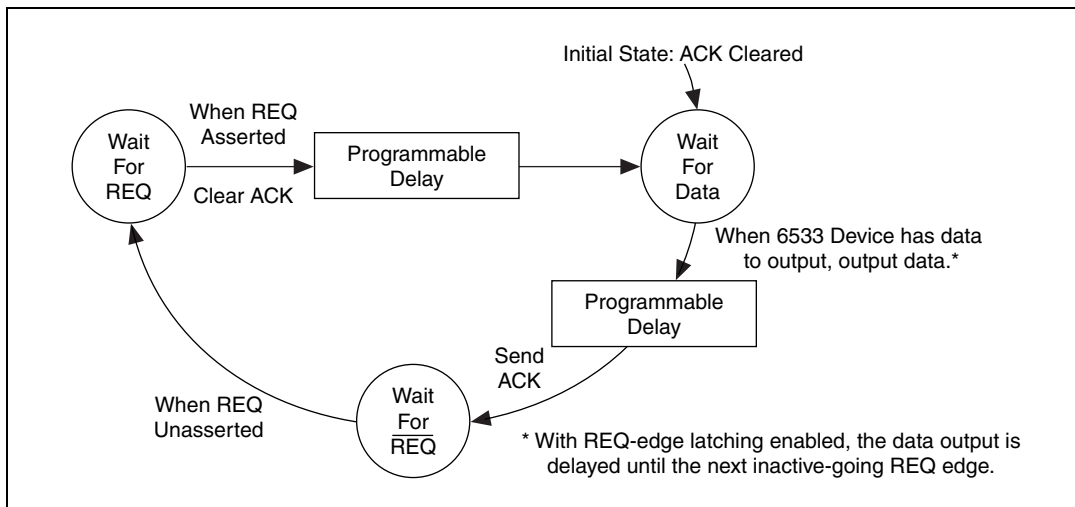 Initial State: ACK Cleared
When REQ
Asserted
Wait
For
REQ
Clear ACK
Programmable
Delay
Wait
For
Data
When 6533 Device has data
to output, output data.*
Programmable
Delay
Send
ACK
Wait
For
R̅E̅Q̅
When REQ
Unasserted
* With REQ-edge latching enabled, the data output is
delayed until the next inactive-going REQ edge.